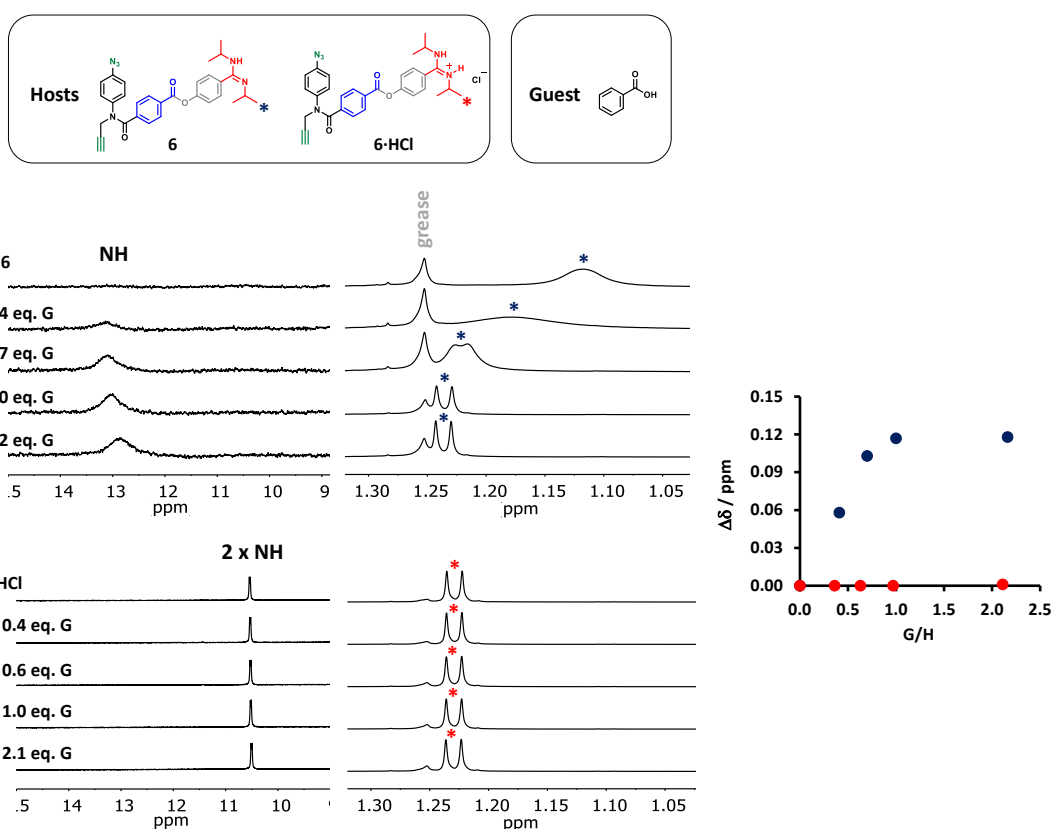 Hosts
N3
N
O
O
O
NH
N
*
6
N3
N
O
O
O
NH
+
N-H
Cl−
*
6·HCl
Guest
O
OH
NH
grease
6
4 eq. G
7 eq. G
0 eq. G
2 eq. G
* * * * *
.5 14 13 12 11 10 9
ppm
1.30 1.25 1.20 1.15 1.10 1.05
ppm
2 x NH
HCl
0.4 eq. G
0.6 eq. G
1.0 eq. G
2.1 eq. G
* * * * *
.5 14 13 12 11 10
ppm
1.30 1.25 1.20 1.15 1.10 1.05
ppm
Δδ / ppm
0.15
0.12
0.09
0.06
0.03
0.00
0.0 0.5 1.0 1.5 2.0 2.5
G/H